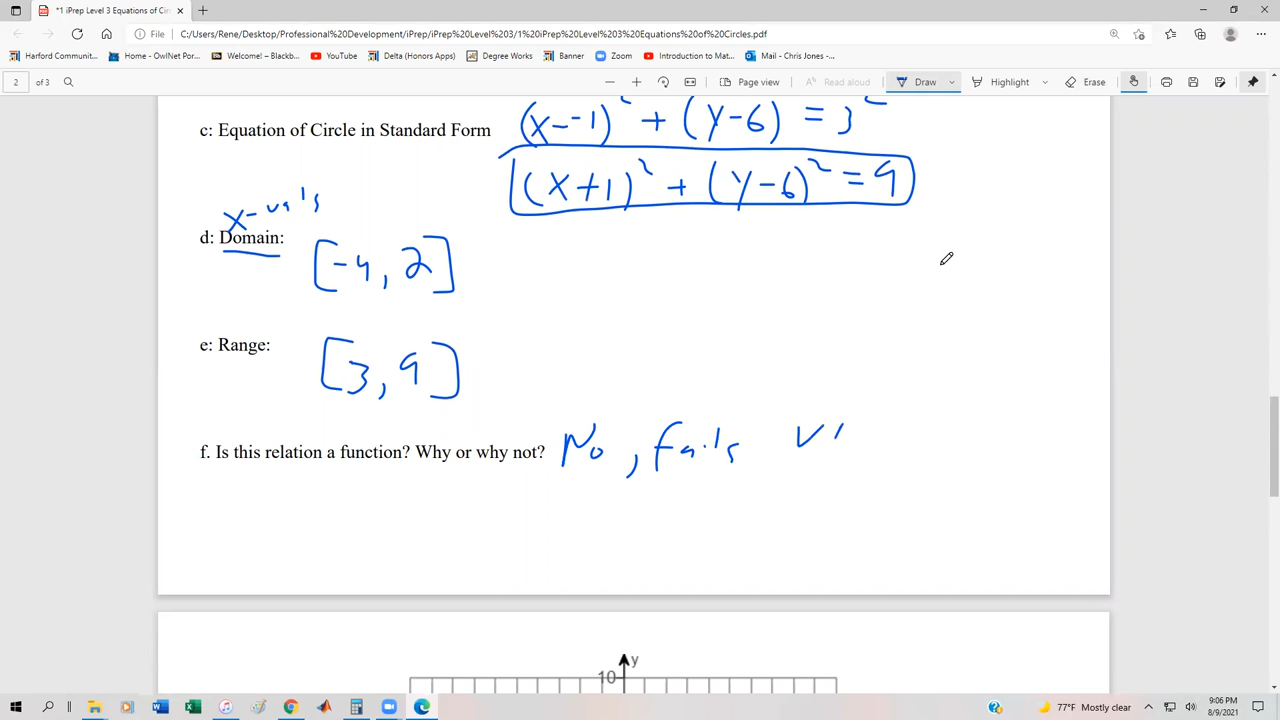 *1 iPrep Level 3 Equations of Cir
File C:/Users/Rene/Desktop/Professional%20Development/iPrep/iPrep%20Level%203/1%20iPrep%20Level%203%20Equations%20of%20Circles.pdf
Harford Communit... Home - OwlNet Por... Welcome! – Blackb... YouTube Delta (Honors Apps) Degree Works Banner Zoom Introduction to Mat... Mail - Chris Jones -...
2 of 3 Page view Read aloud Draw Highlight Erase
c: Equation of Circle in Standard Form (x--1)² + (y-6) = 3²
(x+1)² + (y-6)² = 9
x-val's
d: Domain: [-4, 2]
e: Range: [3, 9]
f. Is this relation a function? Why or why not? No, fails
y
10
77°F Mostly clear 9:06 PM
8/9/2021